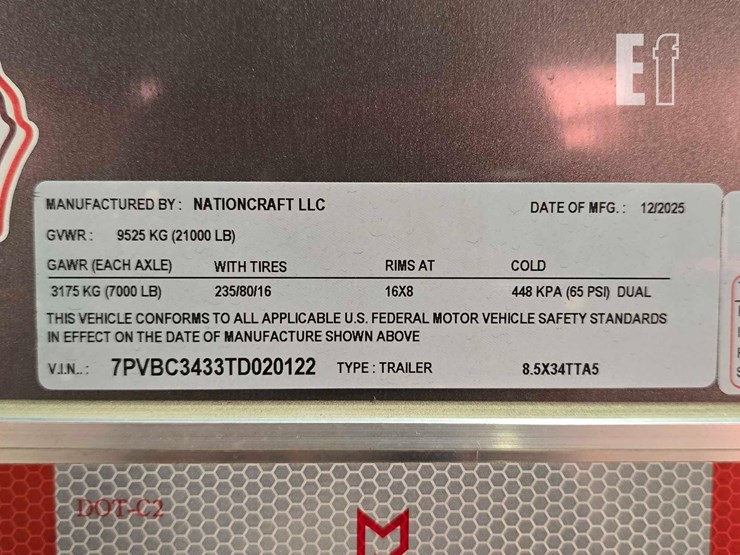 Ef
MANUFACTURED BY: NATIONCRAFT LLC DATE OF MFG.: 12/2025
GVWR: 9525 KG (21000 LB)
GAWR (EACH AXLE) WITH TIRES RIMS AT COLD
3175 KG (7000 LB) 235/80/16 16X8 448 KPA (65 PSI) DUAL
THIS VEHICLE CONFORMS TO ALL APPLICABLE U.S. FEDERAL MOTOR VEHICLE SAFETY STANDARDS
IN EFFECT ON THE DATE OF MANUFACTURE SHOWN ABOVE
V.I.N..: 7PVBC3433TD020122 TYPE: TRAILER 8.5X34TTA5
DOT-C2